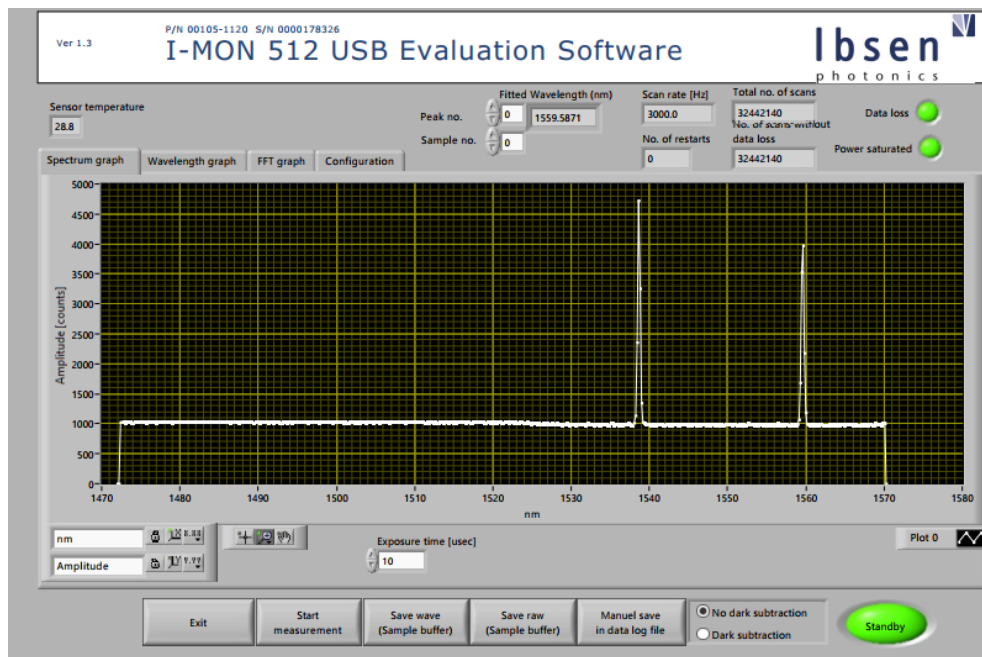 P/N 00105-1120 S/N 0000178326
Ver 1.3
I-MON 512 USB Evaluation Software
Ibsen
photonics
Sensor temperature
28.8
Peak no.
0
Fitted Wavelength (nm)
1559.5871
Sample no.
0
Scan rate [Hz]
3000.0
No. of restarts
0
Total no. of scans
32442140
No. of scans without
data loss
32442140
Data loss
Power saturated
Spectrum graph
Wavelength graph
FFT graph
Configuration
Amplitude [counts]
5000
4500
4000
3500
3000
2500
2000
1500
1000
500
0
1470 1480 1490 1500 1510 1520 1530 1540 1550 1560 1570 1580
nm
nm
Amplitude
Exposure time [usec]
10
Plot 0
Exit
Start
measurement
Save wave
(Sample buffer)
Save raw
(Sample buffer)
Manuel save
in data log file
No dark subtraction
Dark subtraction
Standby